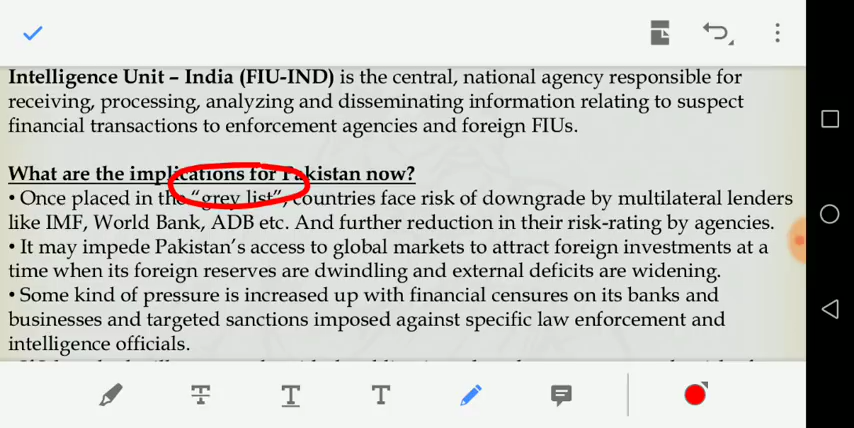 Intelligence Unit – India (FIU-IND) is the central, national agency responsible for
receiving, processing, analyzing and disseminating information relating to suspect
financial transactions to enforcement agencies and foreign FIUs.
What are the implications for Pakistan now?
• Once placed in the “grey list”, countries face risk of downgrade by multilateral lenders
like IMF, World Bank, ADB etc. And further reduction in their risk-rating by agencies.
• It may impede Pakistan’s access to global markets to attract foreign investments at a
time when its foreign reserves are dwindling and external deficits are widening.
• Some kind of pressure is increased up with financial censures on its banks and
businesses and targeted sanctions imposed against specific law enforcement and
intelligence officials.